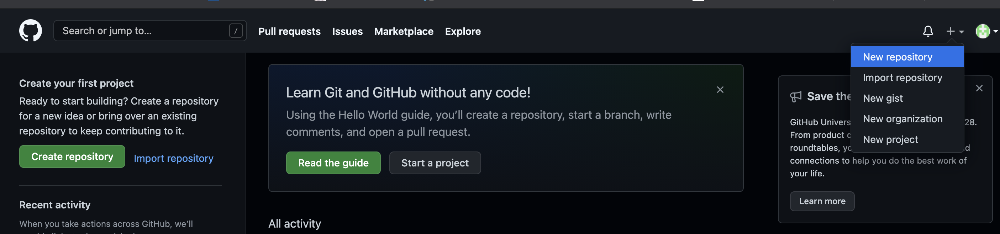 Search or jump to...
/
Pull requests
Issues
Marketplace
Explore
New repository
Import repository
New gist
New organization
New project
Create your first project
Ready to start building? Create a repository
for a new idea or bring over an existing
repository to keep contributing to it.
Create repository
Import repository
Recent activity
When you take actions across GitHub, we'll
Learn Git and GitHub without any code!
Using the Hello World guide, you'll create a repository, start a branch, write
comments, and open a pull request.
Read the guide
Start a project
All activity
Save the
GitHub Univers 28.
From product
roundtables,
connections to help you do the best work of
your life.
Learn more